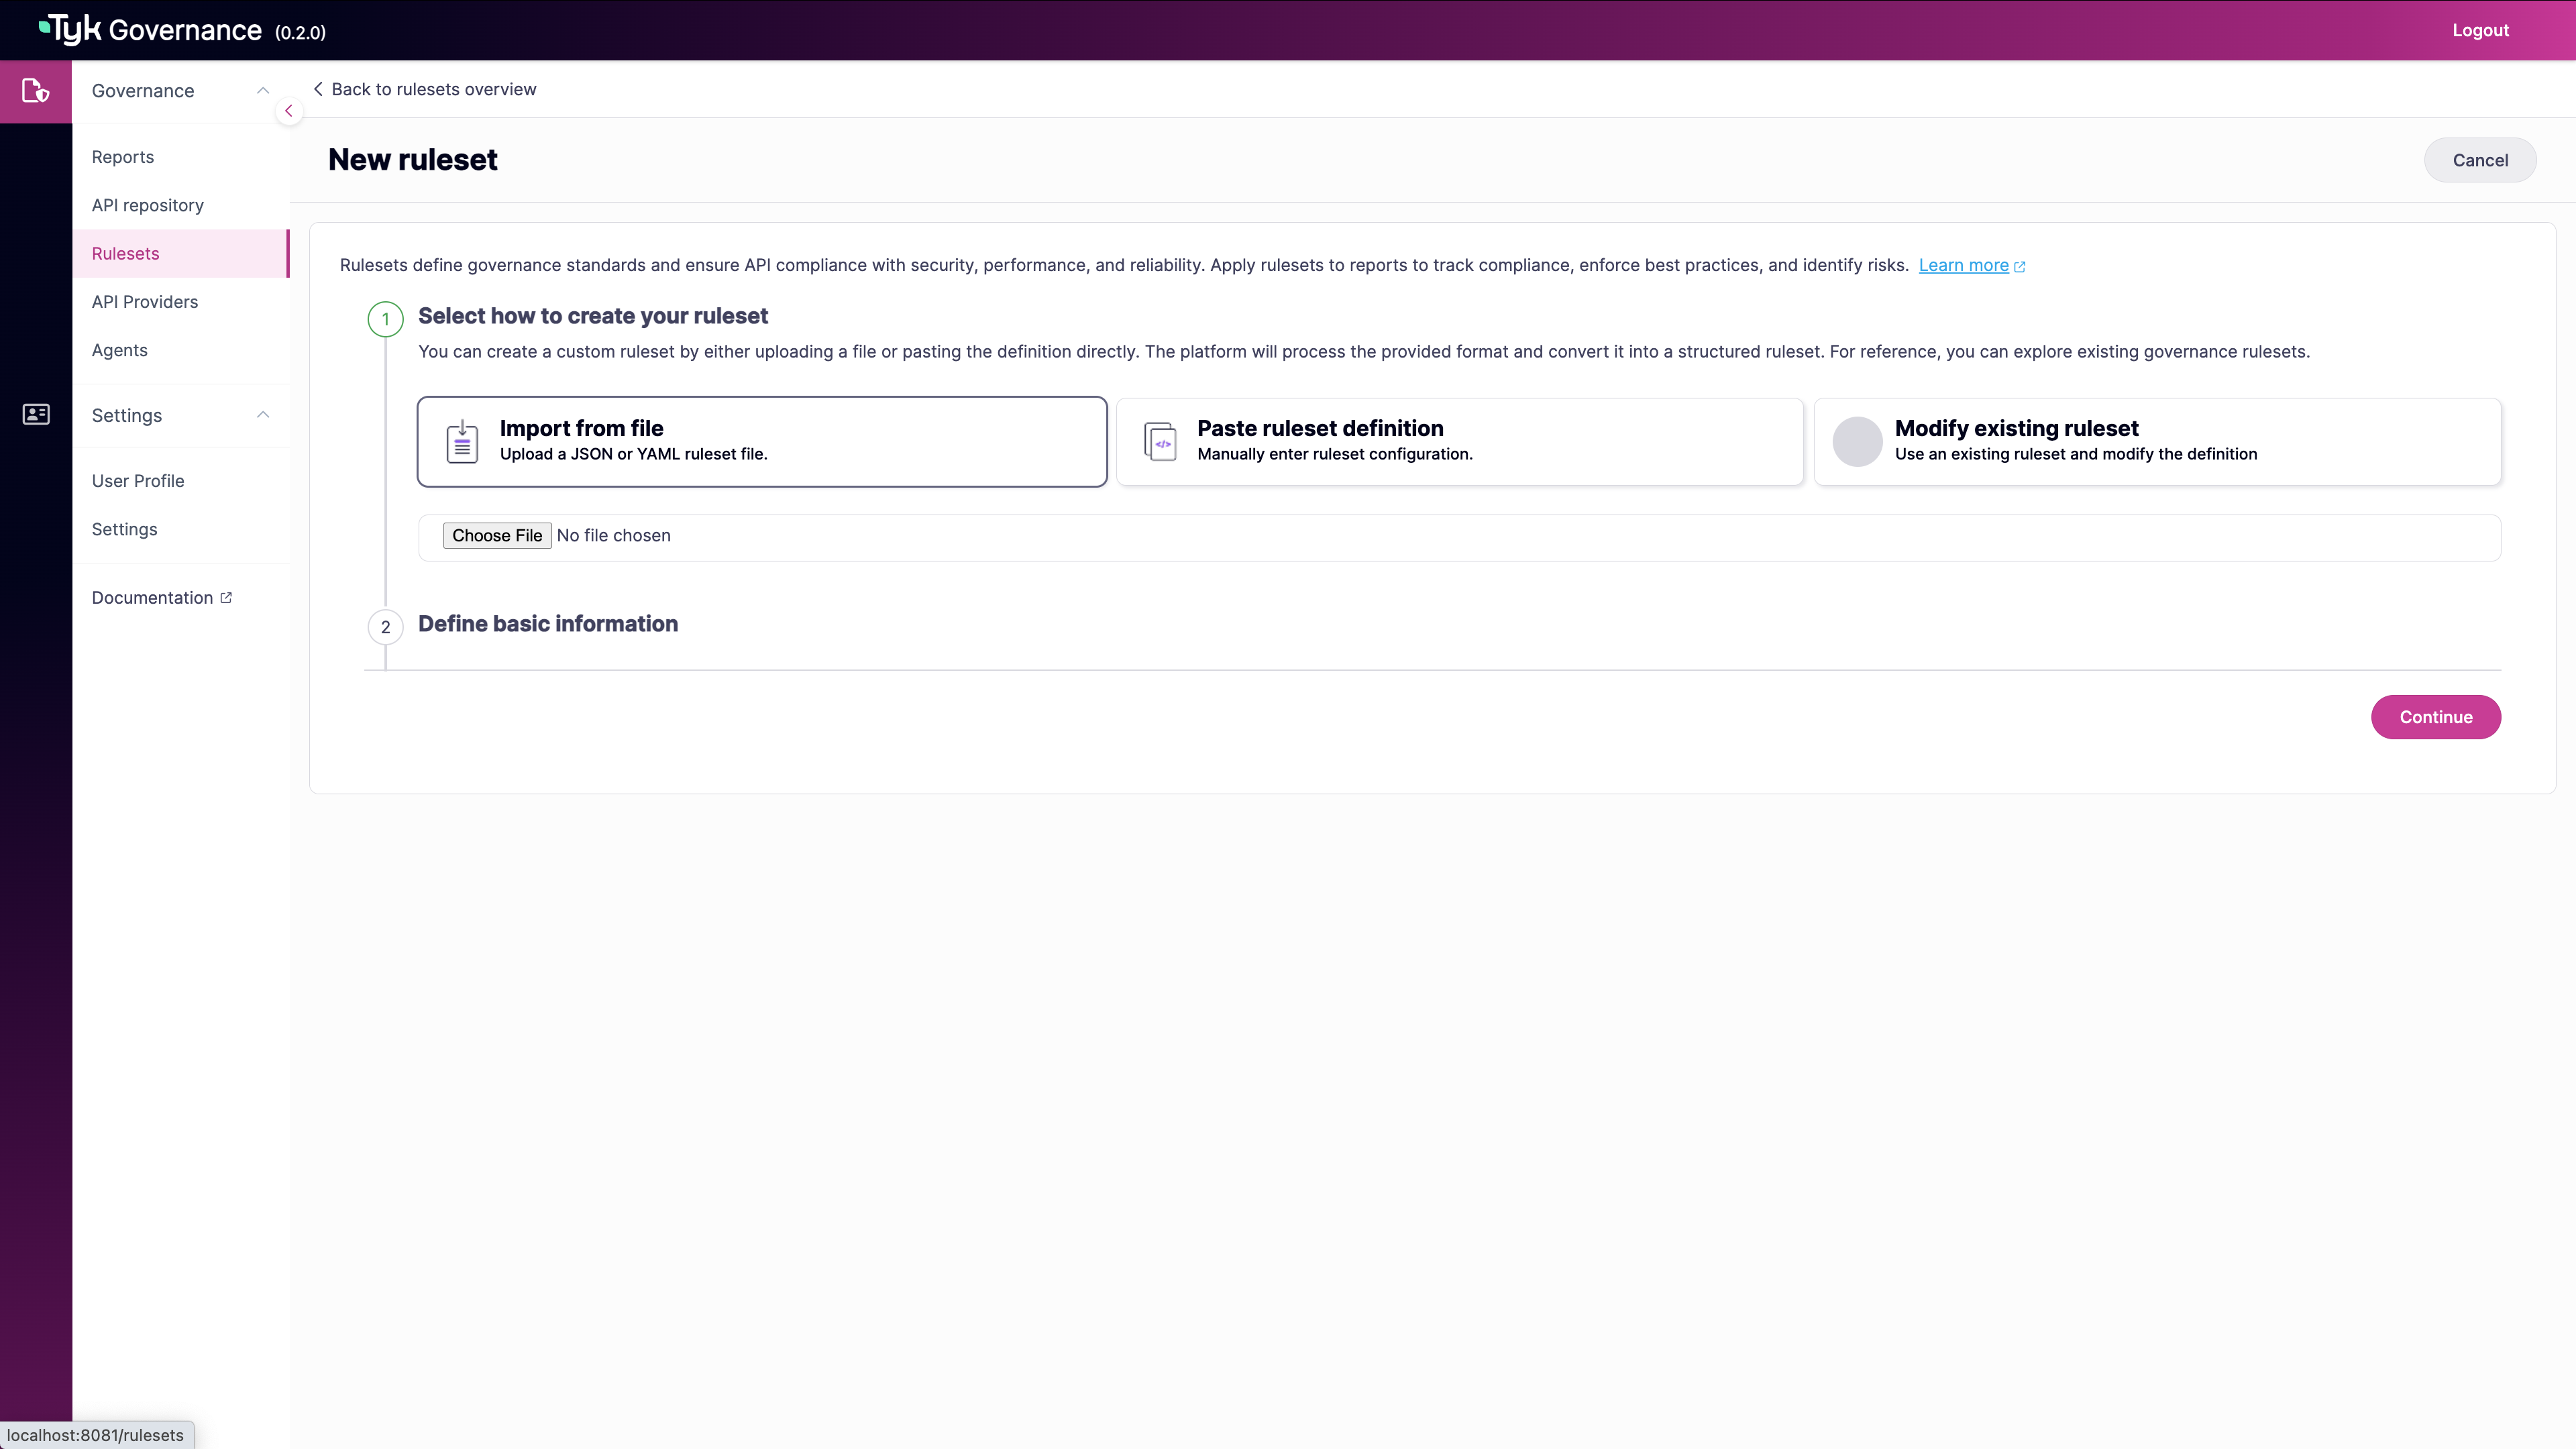 Tyk Governance (0.2.0)
Logout
Governance
Reports
API repository
Rulesets
API Providers
Agents
Settings
User Profile
Settings
Documentation
Back to rulesets overview
New ruleset
Cancel
Rulesets define governance standards and ensure API compliance with security, performance, and reliability. Apply rulesets to reports to track compliance, enforce best practices, and identify risks. Learn more
1
Select how to create your ruleset
You can create a custom ruleset by either uploading a file or pasting the definition directly. The platform will process the provided format and convert it into a structured ruleset. For reference, you can explore existing governance rulesets.
Import from file
Upload a JSON or YAML ruleset file.
</>
Paste ruleset definition
Manually enter ruleset configuration.
Modify existing ruleset
Use an existing ruleset and modify the definition
Choose File No file chosen
2
Define basic information
Continue
localhost:8081/rulesets